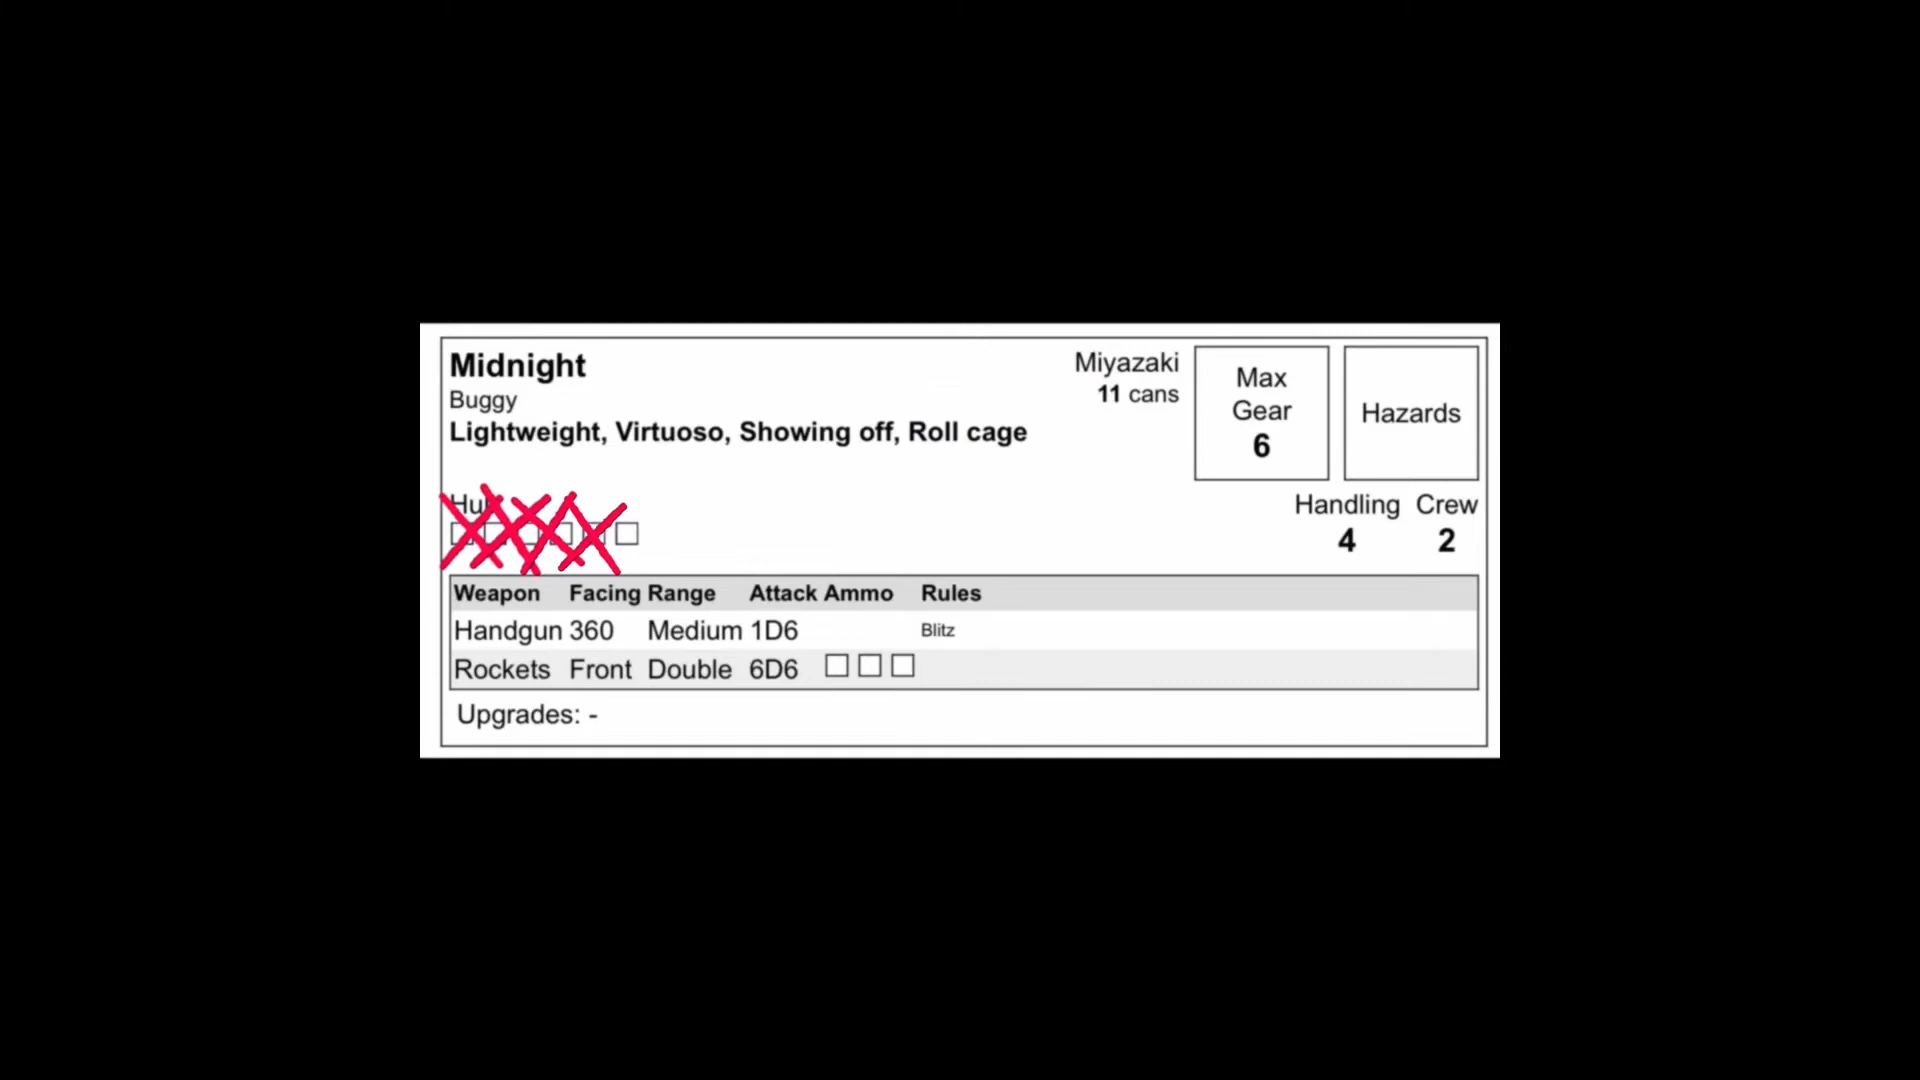 Midnight
Buggy
Lightweight, Virtuoso, Showing off, Roll cage
Miyazaki
11 cans
Max
Gear
6
Hazards
Handling Crew
4 2
Weapon Facing Range Attack Ammo Rules
Handgun 360 Medium 1D6 Blitz
Rockets Front Double 6D6
Upgrades: -